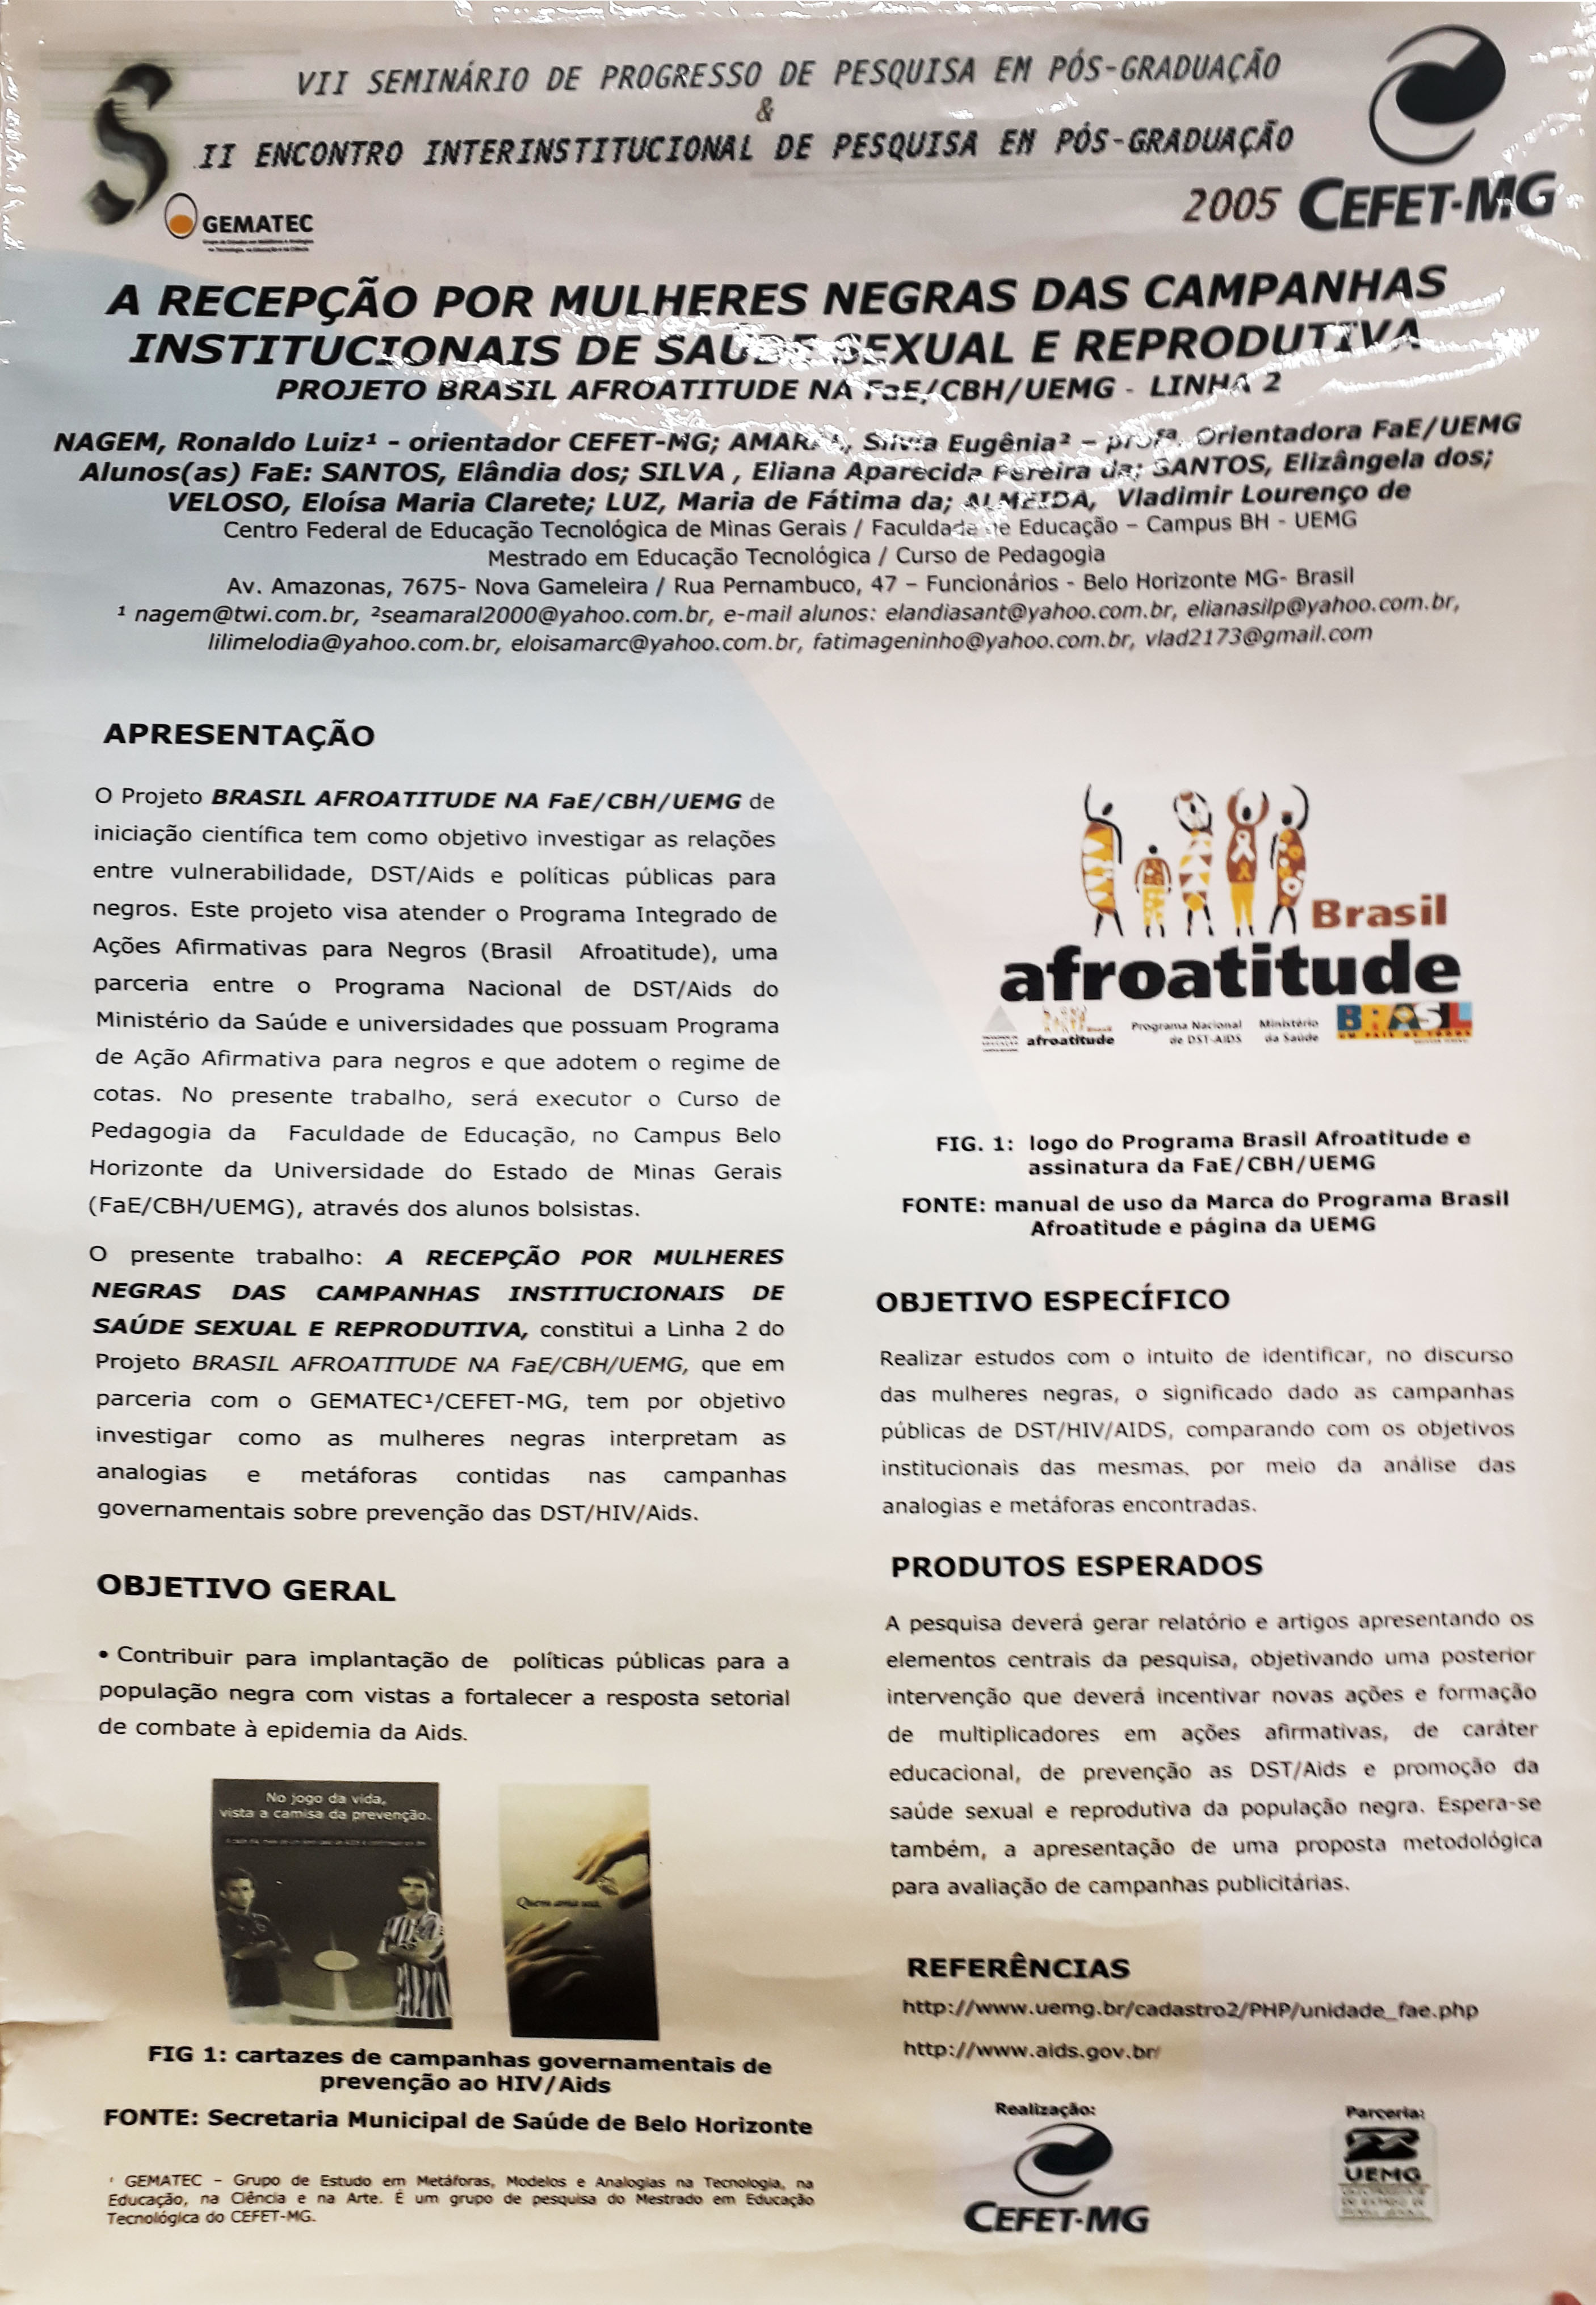 VII SEMINÁRIO DE PROGRESSO DE PESQUISA EM PÓS-GRADUAÇÃO
&
II ENCONTRO INTERINSTITUCIONAL DE PESQUISA EM PÓS-GRADUAÇÃO
S.
GEMATEC
2005 CEFET-MG
A RECEPÇÃO POR MULHERES NEGRAS DAS CAMPANHAS
INSTITUCIONAIS DE SAÚDE SEXUAL E REPRODUTIVA
PROJETO BRASIL AFROATITUDE NA FaE/CBH/UEMG - LINHA 2
NAGEM, Ronaldo Luiz¹ - orientador CEFET-MG; AMARAL, Silvia Eugênia² – profª. Orientadora FaE/UEMG
Alunos(as) FaE: SANTOS, Elândia dos; SILVA , Eliana Aparecida Pereira da; SANTOS, Elizângela dos;
VELOSO, Eloísa Maria Clarete; LUZ, Maria de Fátima da; ALMEIDA, Vladimir Lourenço de
Centro Federal de Educação Tecnológica de Minas Gerais / Faculdade de Educação – Campus BH - UEMG
Mestrado em Educação Tecnológica / Curso de Pedagogia
Av. Amazonas, 7675- Nova Gameleira / Rua Pernambuco, 47 – Funcionários - Belo Horizonte MG- Brasil
¹ nagem@twi.com.br, ²seamaral2000@yahoo.com.br, e-mail alunos: elandiasant@yahoo.com.br, elianasilp@yahoo.com.br,
lilimelodia@yahoo.com.br, eloisamarc@yahoo.com.br, fatimageninho@yahoo.com.br, vlad2173@gmail.com
APRESENTAÇÃO
O Projeto BRASIL AFROATITUDE NA FaE/CBH/UEMG de
iniciação científica tem como objetivo investigar as relações
entre vulnerabilidade, DST/Aids e políticas públicas para
negros. Este projeto visa atender o Programa Integrado de
Ações Afirmativas para Negros (Brasil Afroatitude), uma
parceria entre o Programa Nacional de DST/Aids do
Ministério da Saúde e universidades que possuam Programa
de Ação Afirmativa para negros e que adotem o regime de
cotas. No presente trabalho, será executor o Curso de
Pedagogia da Faculdade de Educação, no Campus Belo
Horizonte da Universidade do Estado de Minas Gerais
(FaE/CBH/UEMG), através dos alunos bolsistas.
O presente trabalho: A RECEPÇÃO POR MULHERES
NEGRAS DAS CAMPANHAS INSTITUCIONAIS DE
SAÚDE SEXUAL E REPRODUTIVA, constitui a Linha 2 do
Projeto BRASIL AFROATITUDE NA FaE/CBH/UEMG, que em
parceria com o GEMATEC¹/CEFET-MG, tem por objetivo
investigar como as mulheres negras interpretam as
analogias e metáforas contidas nas campanhas
governamentais sobre prevenção das DST/HIV/Aids.
OBJETIVO GERAL
• Contribuir para implantação de políticas públicas para a
população negra com vistas a fortalecer a resposta setorial
de combate à epidemia da Aids.
No jogo da vida,
vista a camisa da prevenção.
Quem ama usa.
FIG 1: cartazes de campanhas governamentais de
prevenção ao HIV/Aids
FONTE: Secretaria Municipal de Saúde de Belo Horizonte
¹ GEMATEC – Grupo de Estudo em Metáforas, Modelos e Analogias na Tecnologia, na
Educação, na Ciência e na Arte. É um grupo de pesquisa do Mestrado em Educação
Tecnológica do CEFET-MG.
Brasil
afroatitude
afroatitude
Programa Nacional
de DST-AIDS
Ministério
da Saúde
BRASIL
UM PAÍS DE TODOS
FIG. 1: logo do Programa Brasil Afroatitude e
assinatura da FaE/CBH/UEMG
FONTE: manual de uso da Marca do Programa Brasil
Afroatitude e página da UEMG
OBJETIVO ESPECÍFICO
Realizar estudos com o intuito de identificar, no discurso
das mulheres negras, o significado dado as campanhas
públicas de DST/HIV/AIDS, comparando com os objetivos
institucionais das mesmas, por meio da análise das
analogias e metáforas encontradas.
PRODUTOS ESPERADOS
A pesquisa deverá gerar relatório e artigos apresentando os
elementos centrais da pesquisa, objetivando uma posterior
intervenção que deverá incentivar novas ações e formação
de multiplicadores em ações afirmativas, de caráter
educacional, de prevenção as DST/Aids e promoção da
saúde sexual e reprodutiva da população negra. Espera-se
também, a apresentação de uma proposta metodológica
para avaliação de campanhas publicitárias.
REFERÊNCIAS
http://www.uemg.br/cadastro2/PHP/unidade_fae.php
http://www.aids.gov.br/
Realização:
CEFET-MG
Parceria:
UEMG